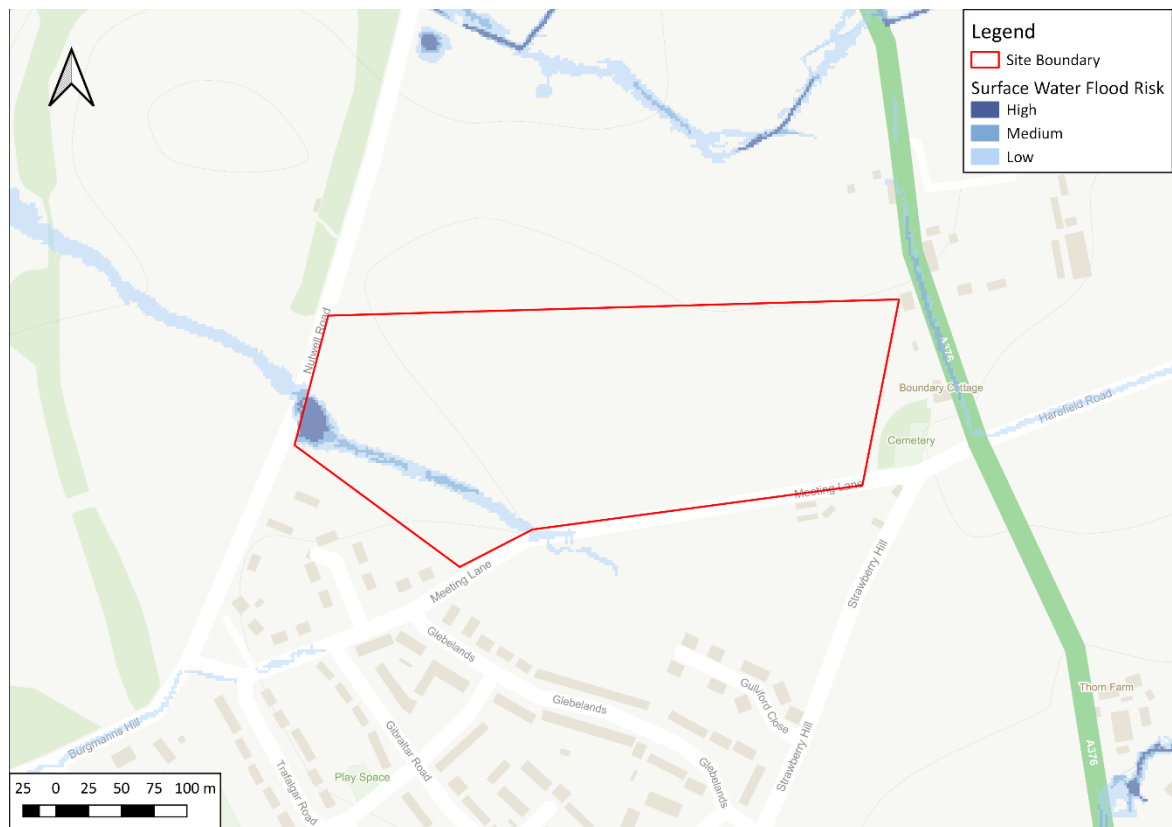 Legend
Site Boundary
Surface Water Flood Risk
High
Medium
Low
Nutwell Road
A376
Boundary Cottage
Harefield Road
Cemetery
Meeting Lane
Meeting Lane
Strawberry Hill
Glebelands
Glebelands
Gulliford Close
Thorn Farm
Burgmanns Hill
Gibraltar Road
Strawberry Hill
A376
Play Space
Trafalgar Road
Glebelands
25 0 25 50 75 100 m